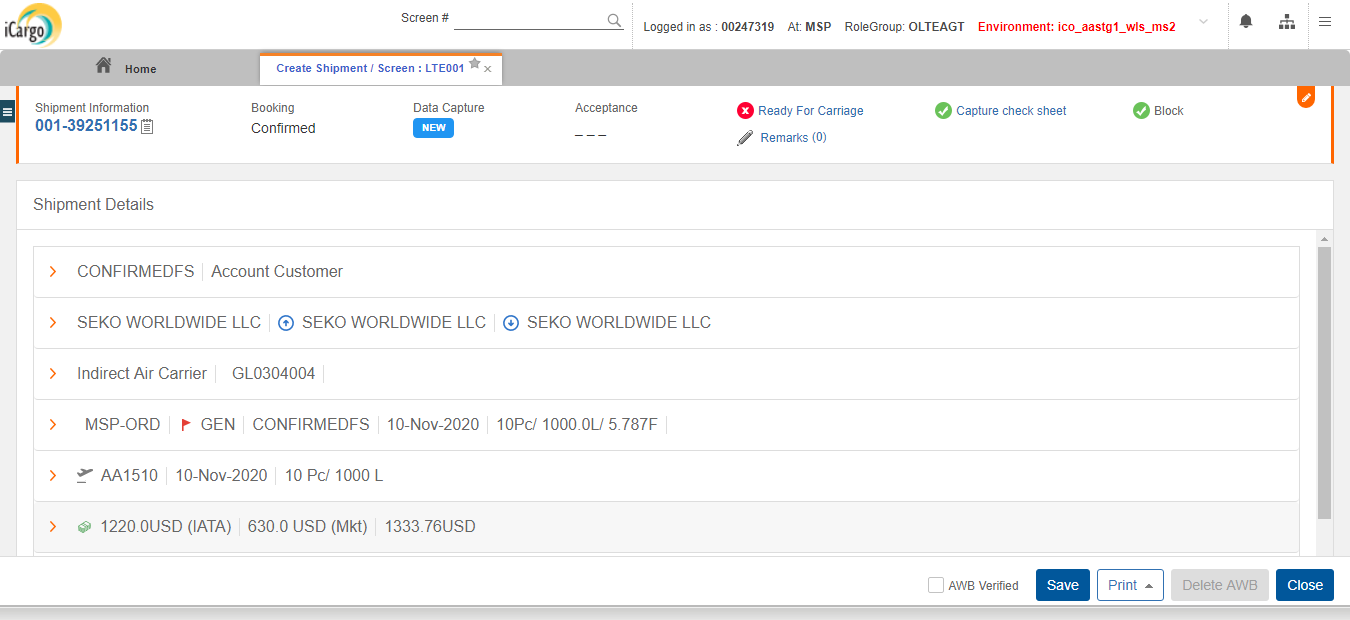 iCargo
Screen #
Logged in as : 00247319 At: MSP RoleGroup: OLTEAGT Environment: ico_aastg1_wls_ms2
Home
Create Shipment / Screen : LTE001
Shipment Information Booking Data Capture Acceptance Ready For Carriage Capture check sheet Block
001-39251155 Confirmed NEW _ _ _ Remarks (0)
Shipment Details
CONFIRMEDFS Account Customer
SEKO WORLDWIDE LLC SEKO WORLDWIDE LLC SEKO WORLDWIDE LLC
Indirect Air Carrier GL0304004
MSP-ORD GEN CONFIRMEDFS 10-Nov-2020 10Pc/ 1000.0L/ 5.787F
AA1510 10-Nov-2020 10 Pc/ 1000 L
1220.0USD (IATA) 630.0 USD (Mkt) 1333.76USD
AWB Verified Save Print Delete AWB Close